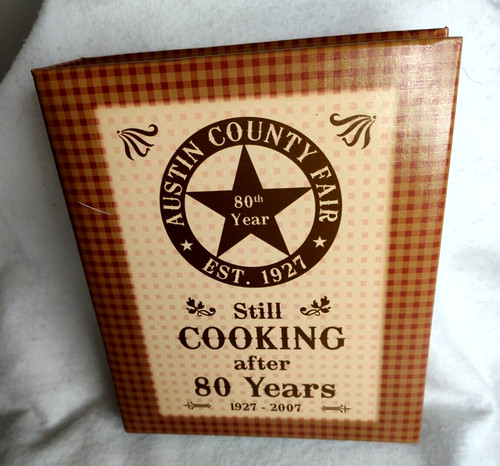 AUSTIN COUNTY FAIR
80th
Year
EST. 1927
Still
COOKING
after
80 Years
1927 - 2007